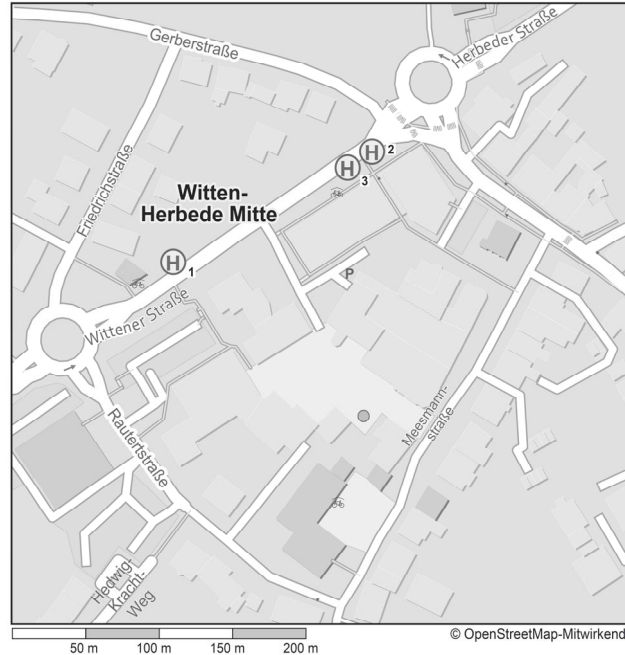 Gerberstraße
Herbeder Straße
Friedrichstraße
H 2
H 3
Witten-
Herbede Mitte
H 1
P
Wittener Straße
Meesmann-
straße
Rautertstraße
Hedwig-
Kracht-
Weg
50 m 100 m 150 m 200 m
© OpenStreetMap-Mitwirkend